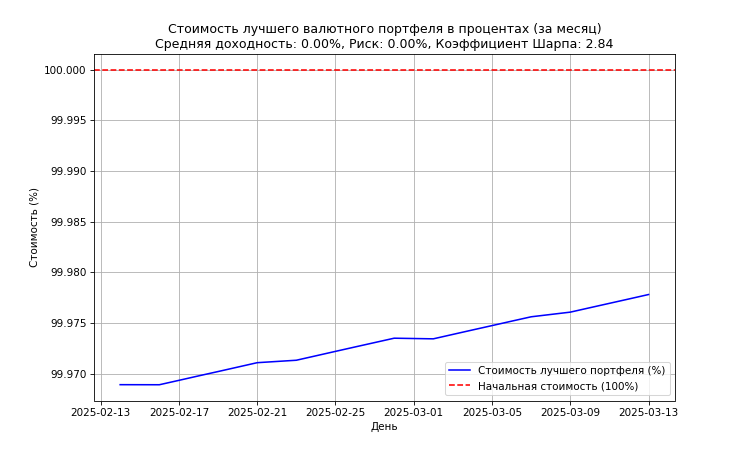 Стоимость лучшего валютного портфеля в процентах (за месяц)
Средняя доходность: 0.00%, Риск: 0.00%, Коэффициент Шарпа: 2.84
Стоимость (%)
100.000
99.995
99.990
99.985
99.980
99.975
99.970
Стоимость лучшего портфеля (%)
Начальная стоимость (100%)
2025-02-13
2025-02-17
2025-02-21
2025-02-25
2025-03-01
2025-03-05
2025-03-09
2025-03-13
День